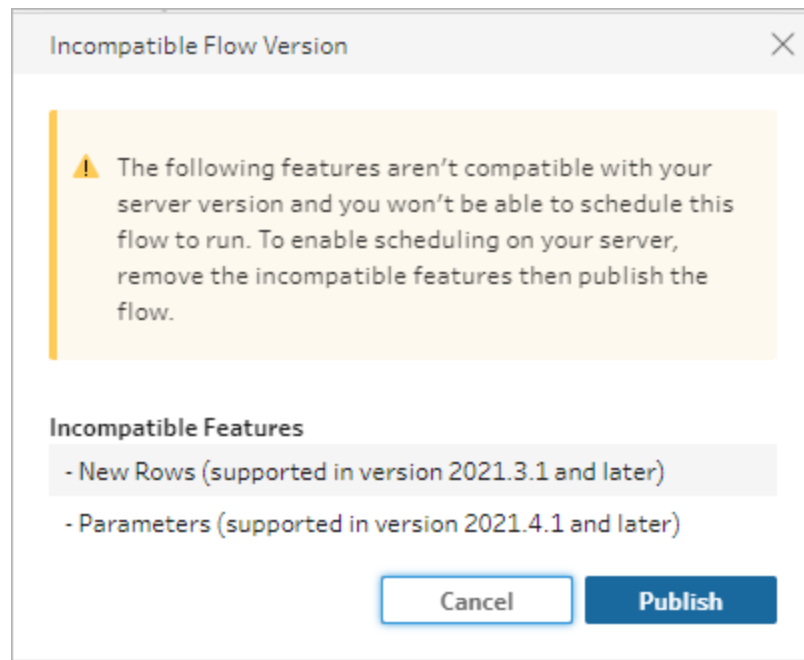 Incompatible Flow Version
The following features aren't compatible with your
server version and you won't be able to schedule this
flow to run. To enable scheduling on your server,
remove the incompatible features then publish the
flow.
Incompatible Features
- New Rows (supported in version 2021.3.1 and later)
- Parameters (supported in version 2021.4.1 and later)
Cancel
Publish